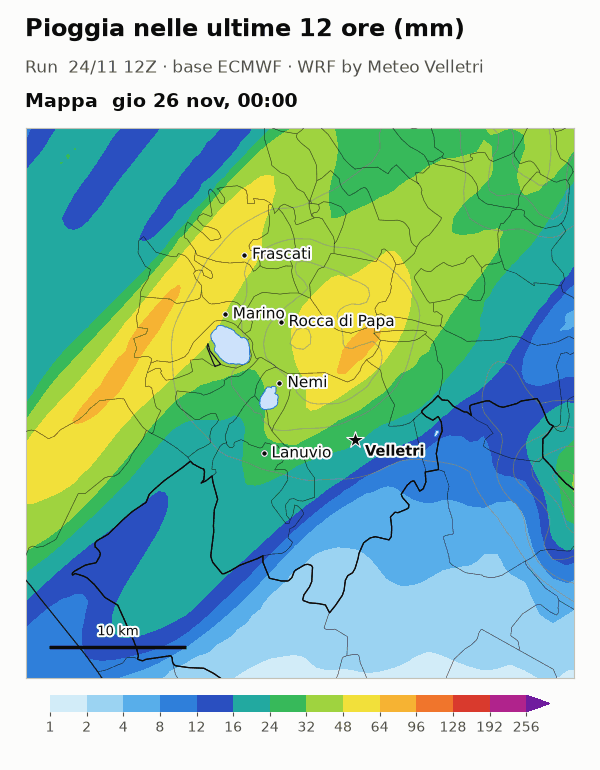 Pioggia nelle ultime 12 ore (mm)
Run  24/11 12Z · base ECMWF · WRF by Meteo Velletri
Mappa  gio 26 nov, 00:00
Frascati
Marino
Rocca di Papa
Nemi
Velletri
Lanuvio
10 km
1 2 4 8 12 16 24 32 48 64 96 128 192 256